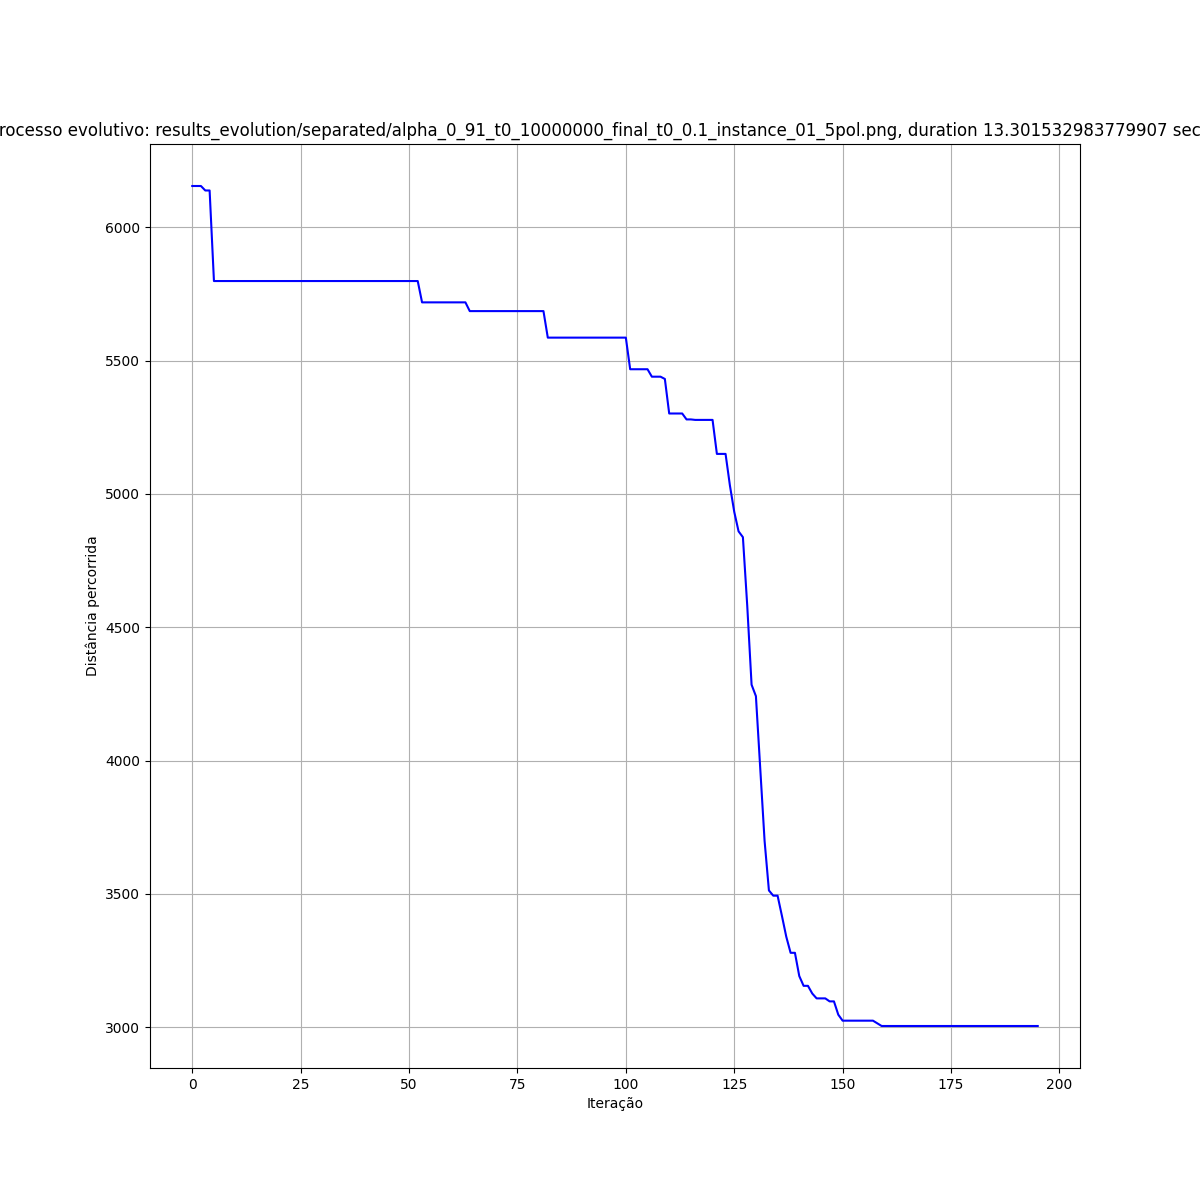 rocesso evolutivo: results_evolution/separated/alpha_0_91_t0_10000000_final_t0_0.1_instance_01_5pol.png, duration 13.301532983779907 sec
6000
5500
5000
4500
4000
3500
3000
Distância percorrida
0 25 50 75 100 125 150 175 200
Iteração